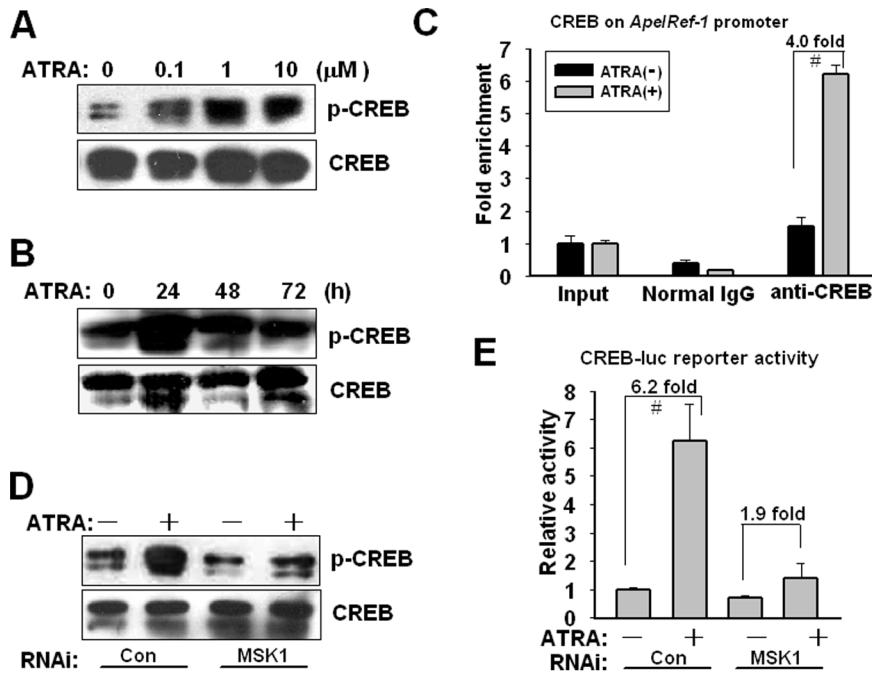 A
ATRA: 0 0.1 1 10 (μM )
p-CREB
CREB
B
ATRA: 0 24 48 72 (h)
p-CREB
CREB
C
CREB on ApelRef-1 promoter
4.0 fold
#
ATRA(-)
ATRA(+)
Fold enrichment
7
6
5
4
3
2
1
0
Input Normal IgG anti-CREB
D
ATRA: — + — +
p-CREB
CREB
RNAi: Con MSK1
E
CREB-luc reporter activity
6.2 fold
#
1.9 fold
Relative activity
8
7
6
5
4
3
2
1
0
ATRA: — + — +
RNAi: Con MSK1